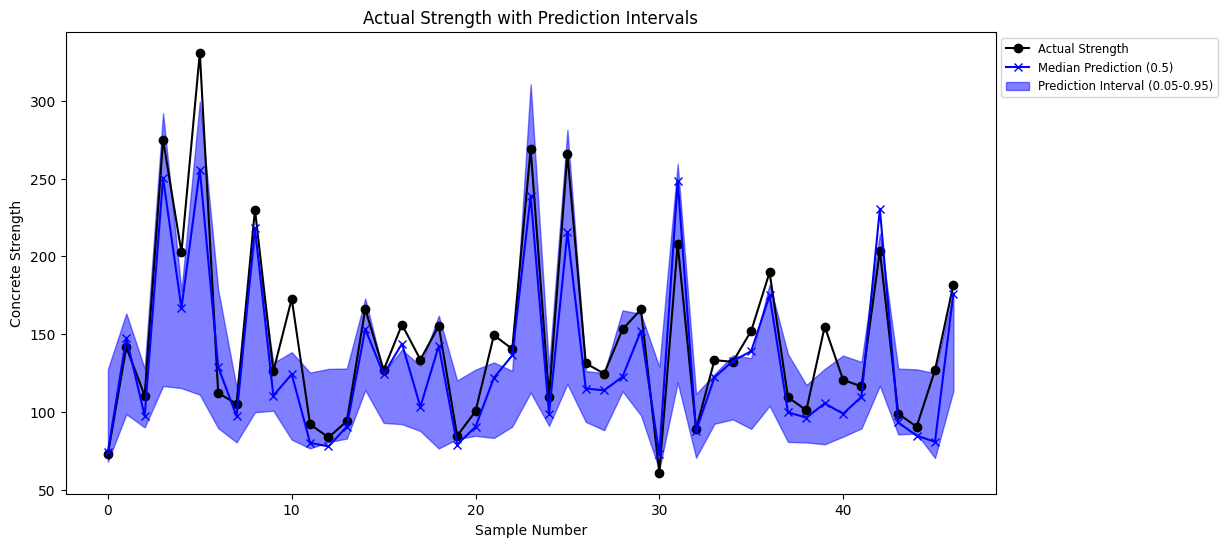 Actual Strength with Prediction Intervals
Actual Strength
Median Prediction (0.5)
Prediction Interval (0.05-0.95)
Concrete Strength
300
250
200
150
100
50
0
10
20
30
40
Sample Number